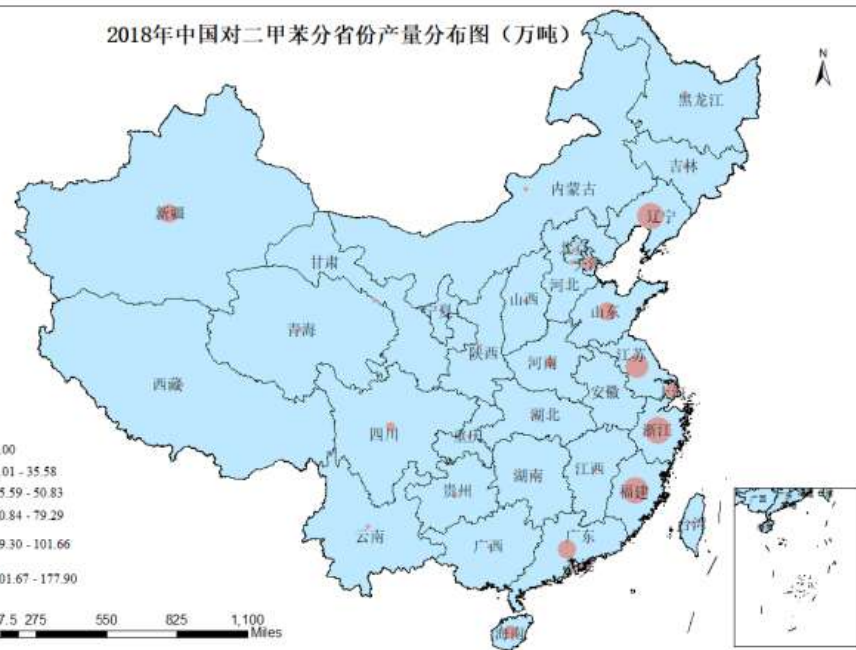 2018年中国对二甲苯分省份产量分布图（万吨）
N
黑龙江
吉林
内蒙古
辽宁
新疆
甘肃
河北
山西
宁夏
山东
青海
陕西
河南
江苏
西藏
安徽
湖北
四川
重庆
浙江
湖南
江西
贵州
福建
云南
广西
广东
台湾
海南
.00
.01 - 35.58
5.59 - 50.83
0.84 - 79.29
9.30 - 101.66
01.67 - 177.90
7.5 275 550 825 1,100
Miles